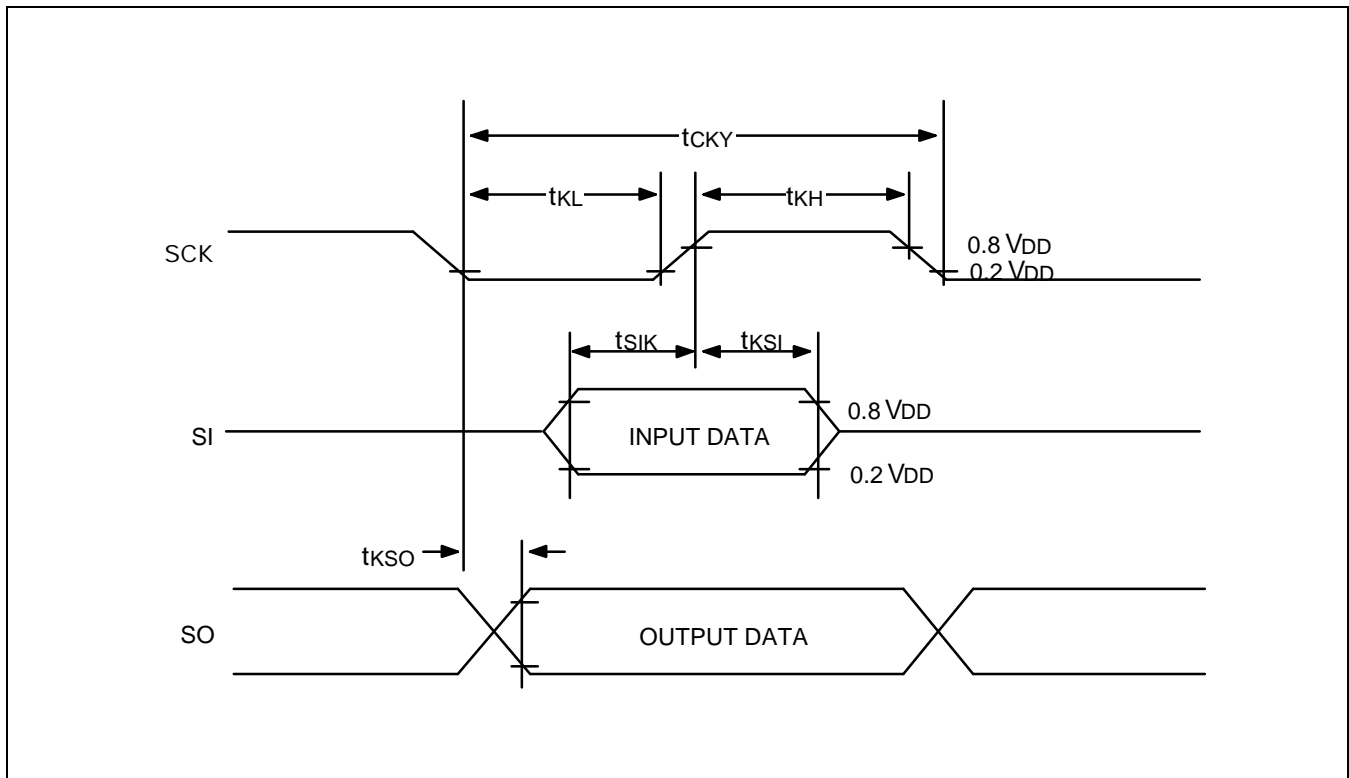 tCKY
tKL
tKH
SCK
0.8 VDD
0.2 VDD
tSIK
tKSI
SI
INPUT DATA
0.8 VDD
0.2 VDD
tKSO
SO
OUTPUT DATA